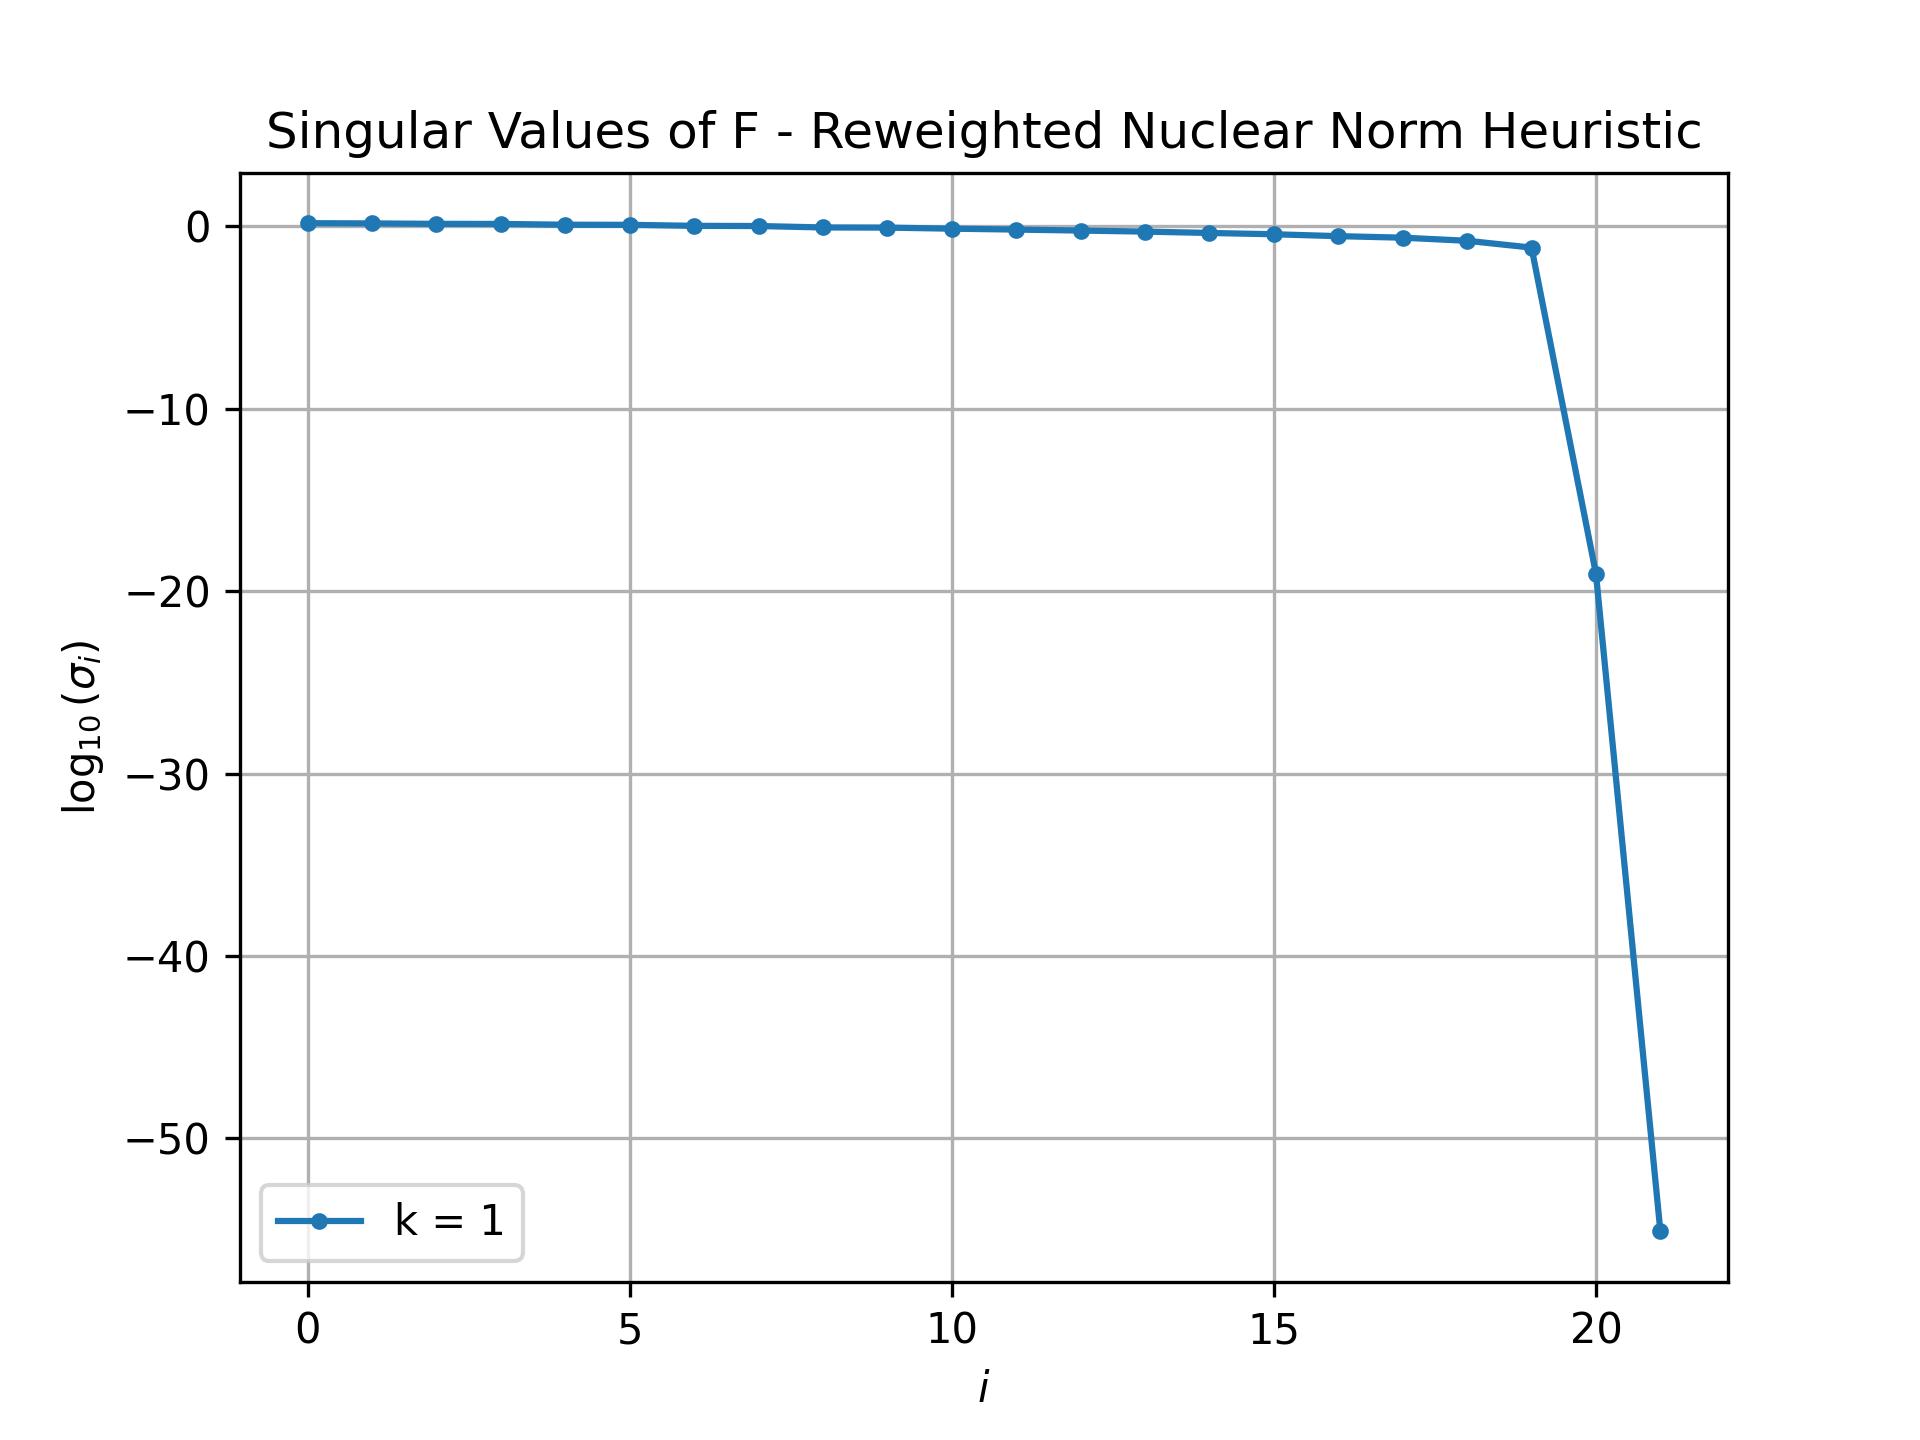 Singular Values of F - Reweighted Nuclear Norm Heuristic
0
−10
−20
−30
−40
−50
log₁₀(σᵢ)
k = 1
0 5 10 15 20
i